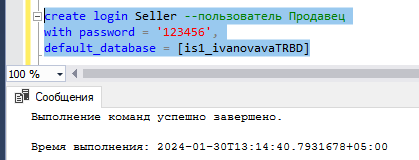 create login Seller --пользователь Продавец
with password = '123456',
default_database = [is1_ivanovavaTRBD]
100 %
Сообщения
Выполнение команд успешно завершено.
Время выполнения: 2024-01-30T13:14:40.7931678+05:00